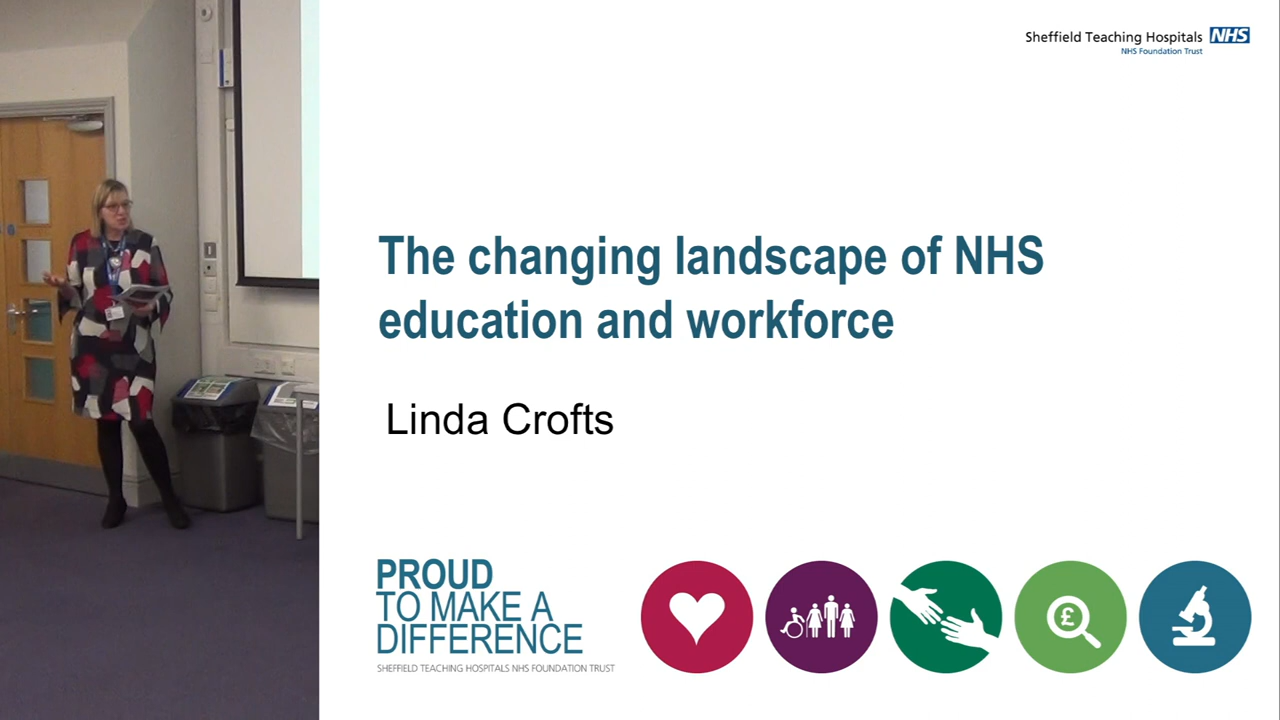 Sheffield Teaching Hospitals NHS
NHS Foundation Trust
The changing landscape of NHS
education and workforce
Linda Crofts
PROUD
TO MAKE A
DIFFERENCE
SHEFFIELD TEACHING HOSPITALS NHS FOUNDATION TRUST
£